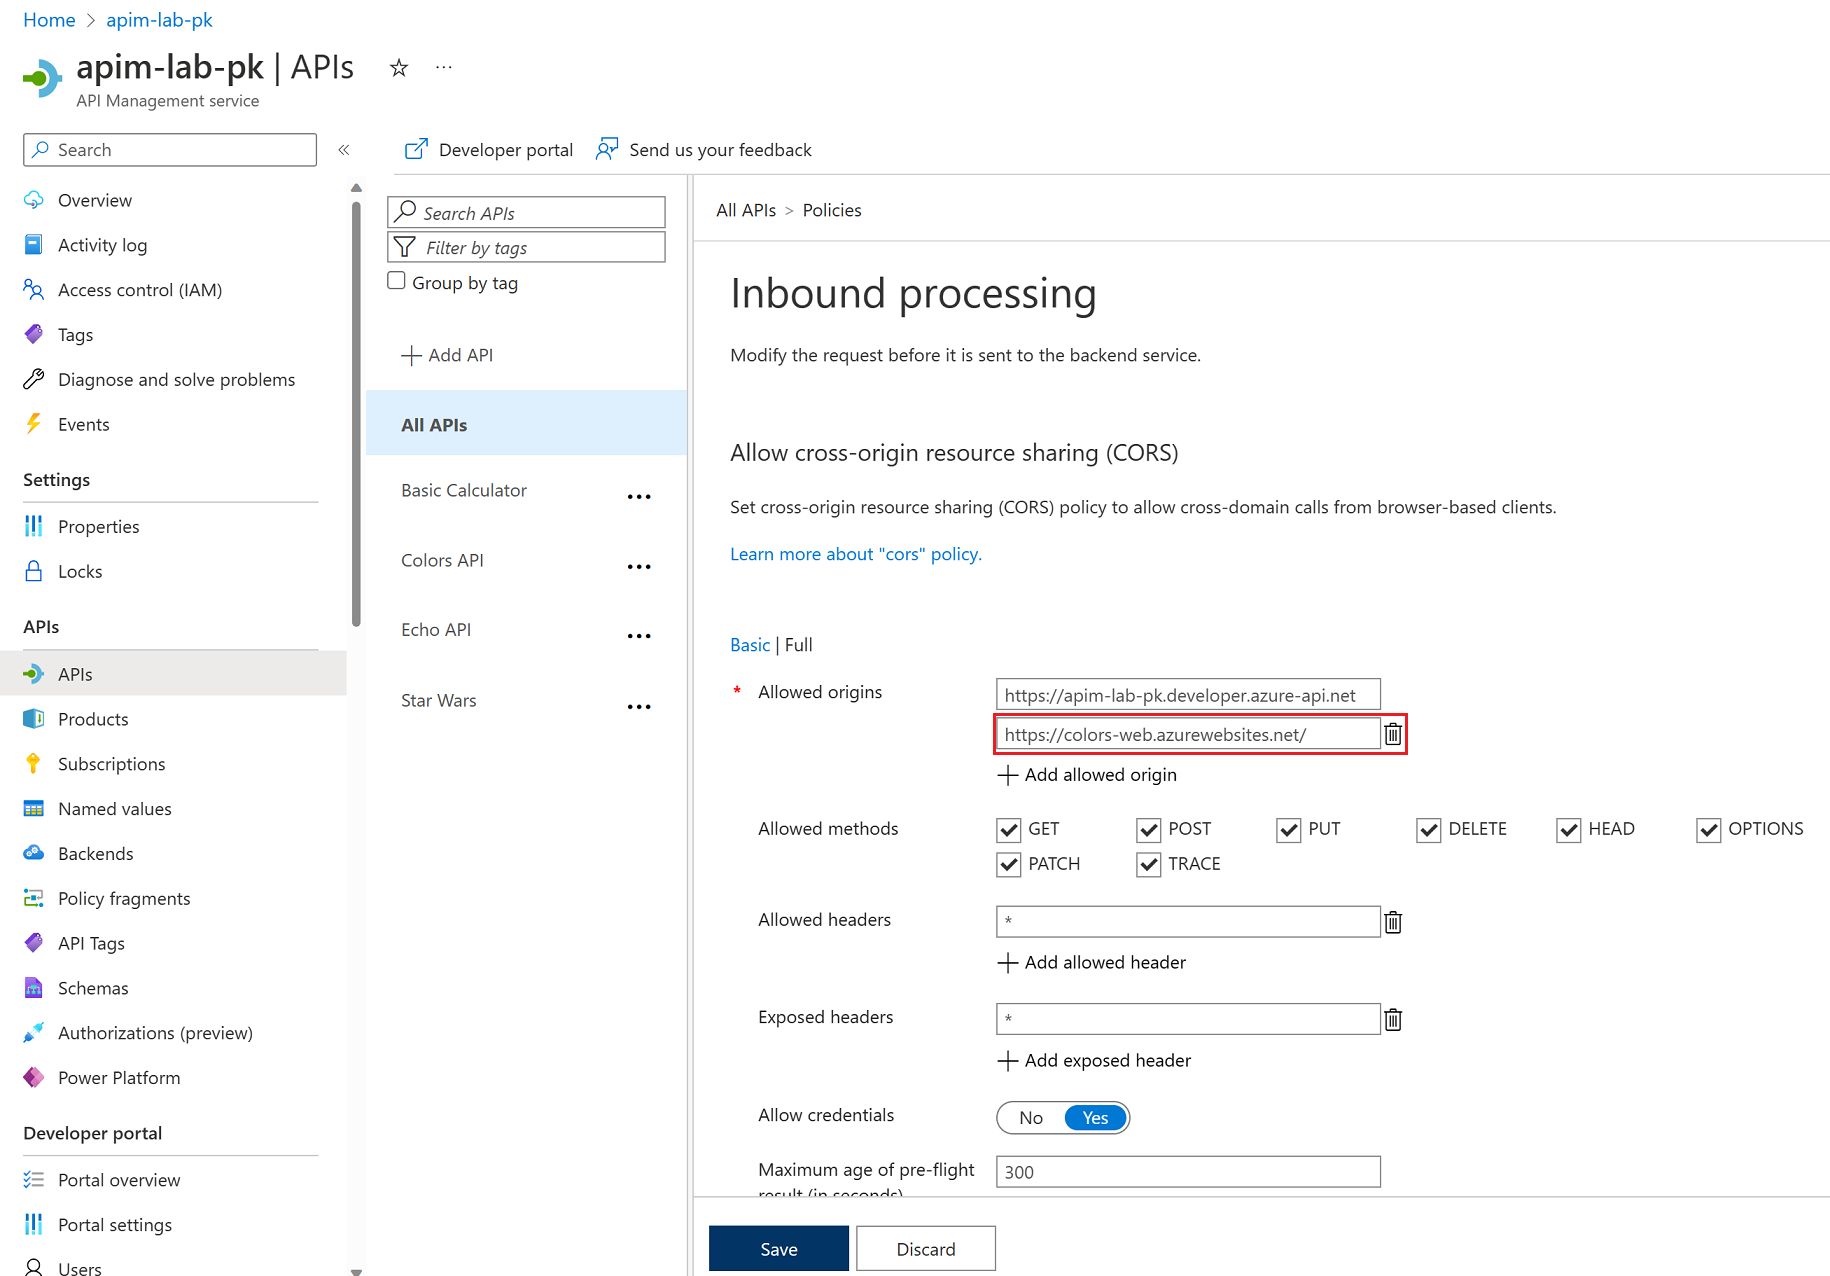 Home > apim-lab-pk
apim-lab-pk | APIs
API Management service
Search
Overview
Activity log
Access control (IAM)
Tags
Diagnose and solve problems
Events
Settings
Properties
Locks
APIs
APIs
Products
Subscriptions
Named values
Backends
Policy fragments
API Tags
Schemas
Authorizations (preview)
Power Platform
Developer portal
Portal overview
Portal settings
Users
Developer portal
Send us your feedback
Search APIs
Filter by tags
Group by tag
Add API
All APIs
Basic Calculator
Colors API
Echo API
Star Wars
All APIs > Policies
Inbound processing
Modify the request before it is sent to the backend service.
Allow cross-origin resource sharing (CORS)
Set cross-origin resource sharing (CORS) policy to allow cross-domain calls from browser-based clients.
Learn more about "cors" policy.
Basic | Full
* Allowed origins
https://apim-lab-pk.developer.azure-api.net
https://colors-web.azurewebsites.net/
Add allowed origin
Allowed methods
GET POST PUT DELETE HEAD OPTIONS
PATCH TRACE
Allowed headers
*
Add allowed header
Exposed headers
*
Add exposed header
Allow credentials
No Yes
Maximum age of pre-flight
result (in seconds)
300
Save
Discard